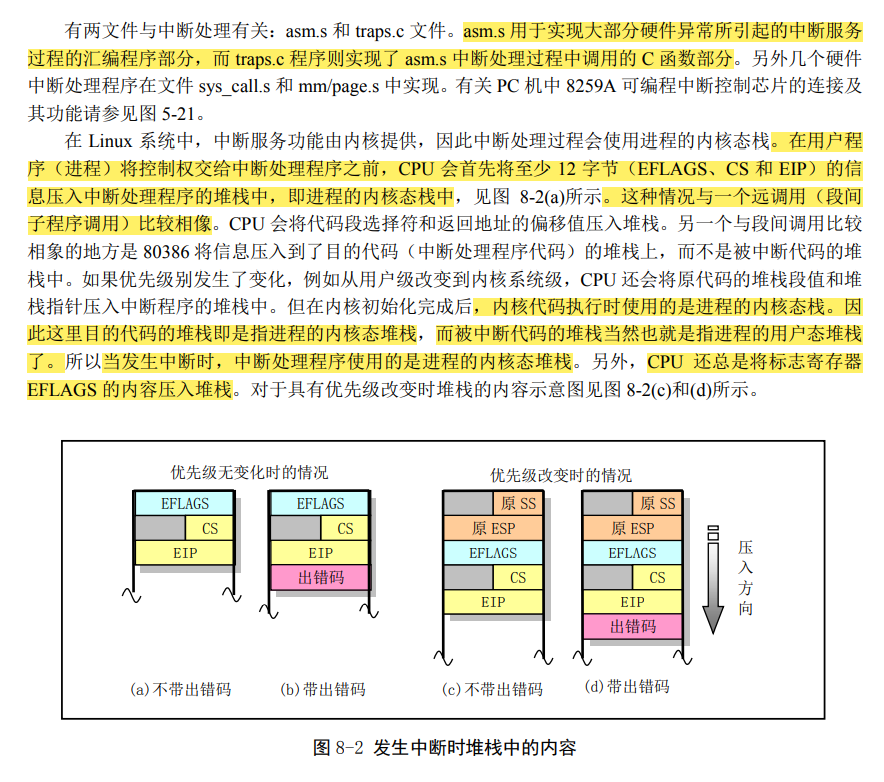 有两文件与中断处理有关：asm.s 和 traps.c 文件。asm.s 用于实现大部分硬件异常所引起的中断服务
过程的汇编程序部分，而 traps.c 程序则实现了 asm.s 中断处理过程中调用的 C 函数部分。另外几个硬件
中断处理程序在文件 sys_call.s 和 mm/page.s 中实现。有关 PC 机中 8259A 可编程中断控制芯片的连接及
其功能请参见图 5-21。
在 Linux 系统中，中断服务功能由内核提供，因此中断处理过程会使用进程的内核态栈。在用户程
序（进程）将控制权交给中断处理程序之前，CPU 会首先将至少 12 字节（EFLAGS、CS 和 EIP）的信
息压入中断处理程序的堆栈中，即进程的内核态栈中，见图 8-2(a)所示。这种情况与一个远调用（段间
子程序调用）比较相像。CPU 会将代码段选择符和返回地址的偏移值压入堆栈。另一个与段间调用比较
相象的地方是 80386 将信息压入到了目的代码（中断处理程序代码）的堆栈上，而不是被中断代码的堆
栈中。如果优先级别发生了变化，例如从用户级改变到内核系统级，CPU 还会将原代码的堆栈段值和堆
栈指针压入中断程序的堆栈中。但在内核初始化完成后，内核代码执行时使用的是进程的内核态栈。因
此这里目的代码的堆栈即是指进程的内核态堆栈，而被中断代码的堆栈当然也就是指进程的用户态堆栈
了。所以当发生中断时，中断处理程序使用的是进程的内核态堆栈。另外，CPU 还总是将标志寄存器
EFLAGS 的内容压入堆栈。对于具有优先级改变时堆栈的内容示意图见图 8-2(c)和(d)所示。
优先级无变化时的情况
EFLAGS
CS
EIP
(a)不带出错码
EFLAGS
CS
EIP
出错码
(b)带出错码
优先级改变时的情况
原 SS
原 ESP
EFLAGS
CS
EIP
(c)不带出错码
原 SS
原 ESP
EFLAGS
CS
EIP
出错码
(d)带出错码
压入方向
图 8-2 发生中断时堆栈中的内容